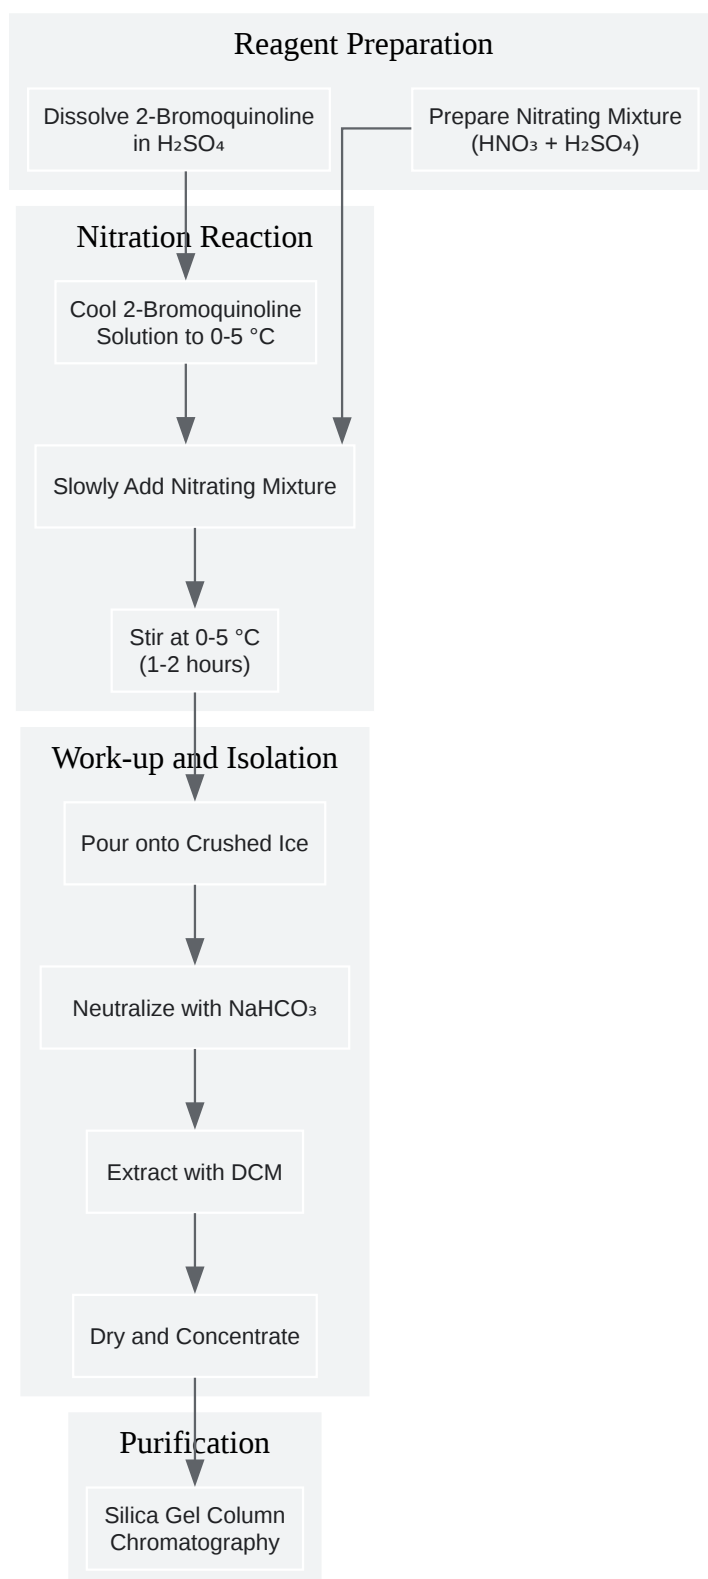 Reagent Preparation
Dissolve 2-Bromoquinoline
in H₂SO₄
Prepare Nitrating Mixture
(HNO₃ + H₂SO₄)
Nitration Reaction
Cool 2-Bromoquinoline
Solution to 0-5 °C
Slowly Add Nitrating Mixture
Stir at 0-5 °C
(1-2 hours)
Work-up and Isolation
Pour onto Crushed Ice
Neutralize with NaHCO₃
Extract with DCM
Dry and Concentrate
Purification
Silica Gel Column
Chromatography